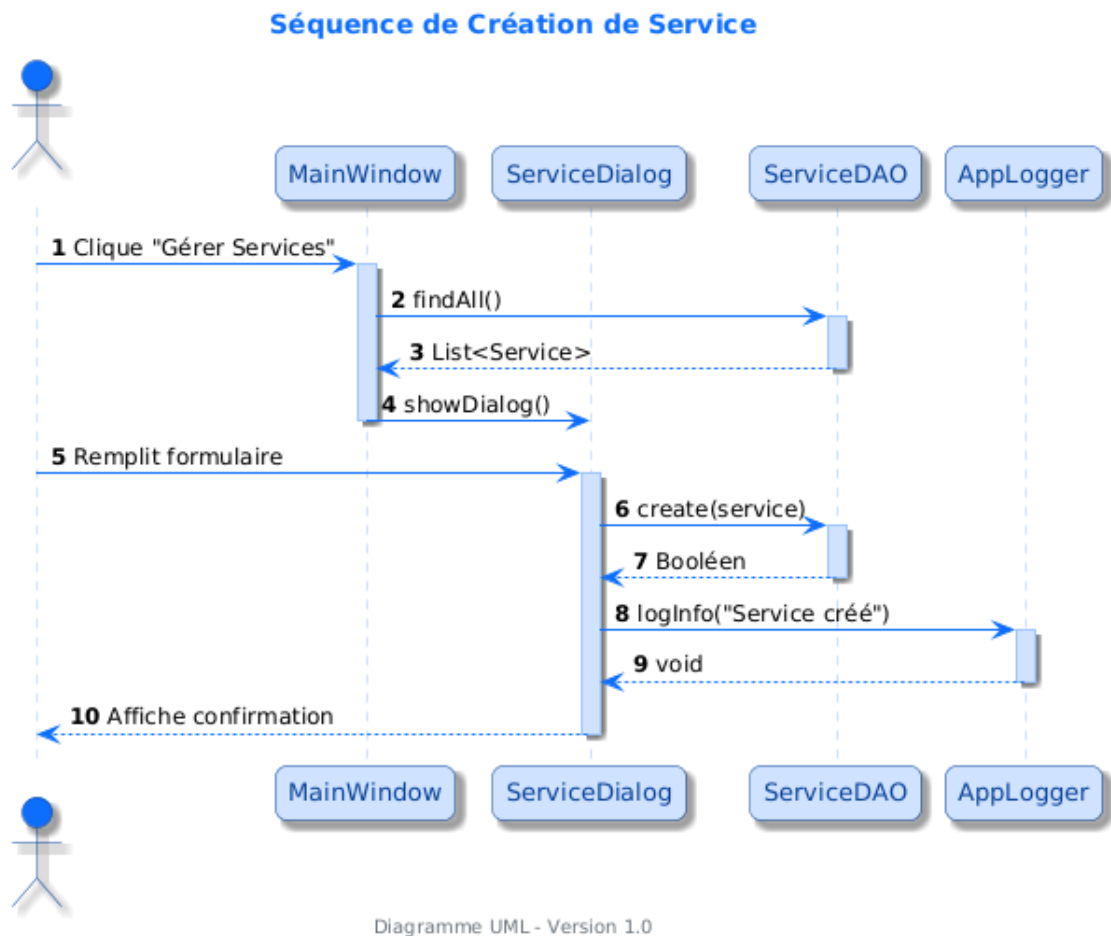 Séquence de Création de Service
MainWindow
ServiceDialog
ServiceDAO
AppLogger
1 Clique "Gérer Services"
2 findAll()
3 List<Service>
4 showDialog()
5 Remplit formulaire
6 create(service)
7 Booléen
8 logInfo("Service créé")
9 void
10 Affiche confirmation
MainWindow
ServiceDialog
ServiceDAO
AppLogger
Diagramme UML - Version 1.0